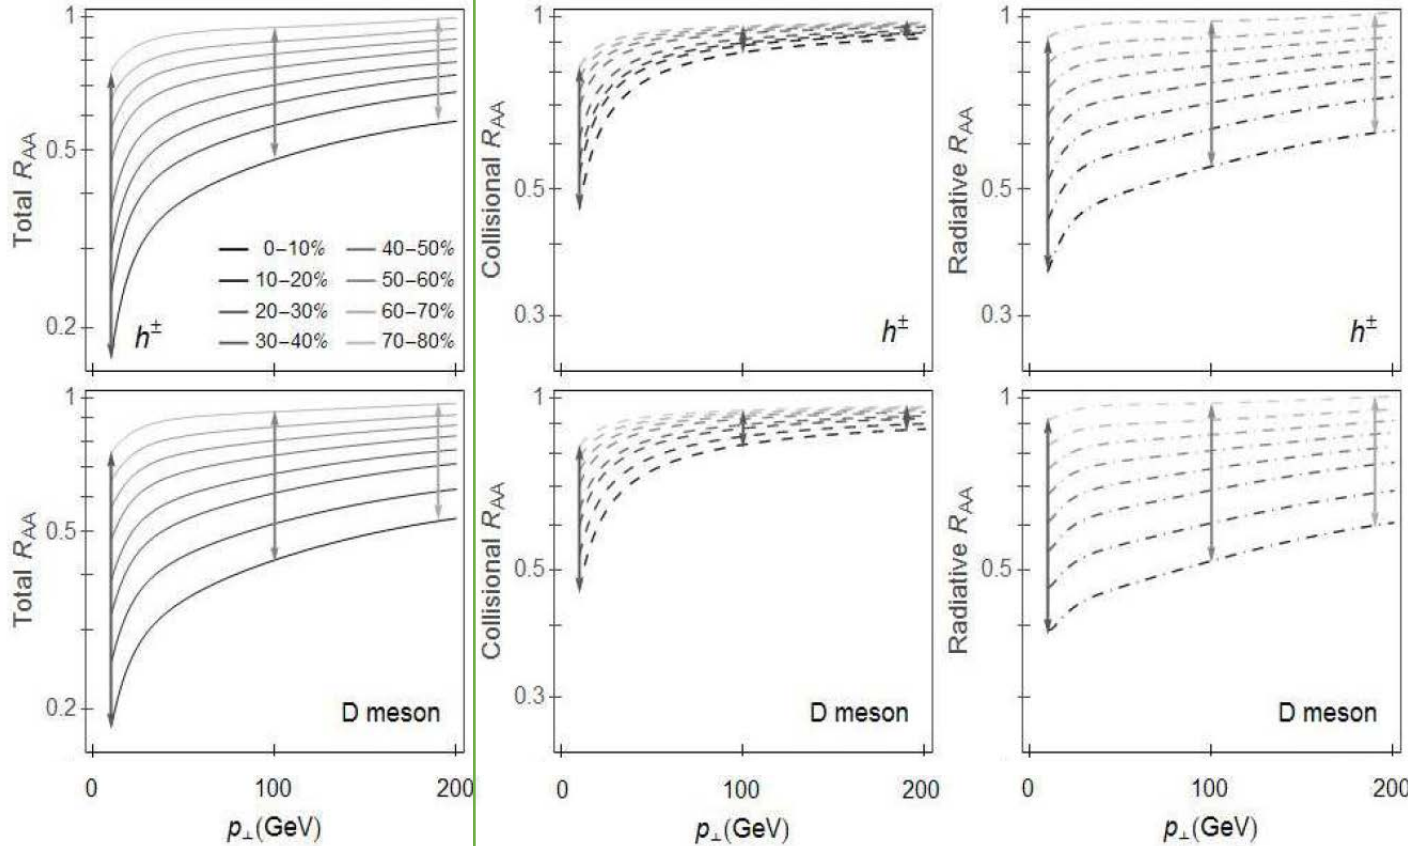 Total R_AA
1
0.5
0.2
0–10%
10–20%
20–30%
30–40%
40–50%
50–60%
60–70%
70–80%
h±
Collisional R_AA
1
0.5
0.3
h±
Radiative R_AA
1
0.5
0.3
h±
Total R_AA
1
0.5
0.2
D meson
0
100
200
p⊥(GeV)
Collisional R_AA
1
0.5
0.3
D meson
0
100
200
p⊥(GeV)
Radiative R_AA
1
0.5
D meson
0
100
200
p⊥(GeV)